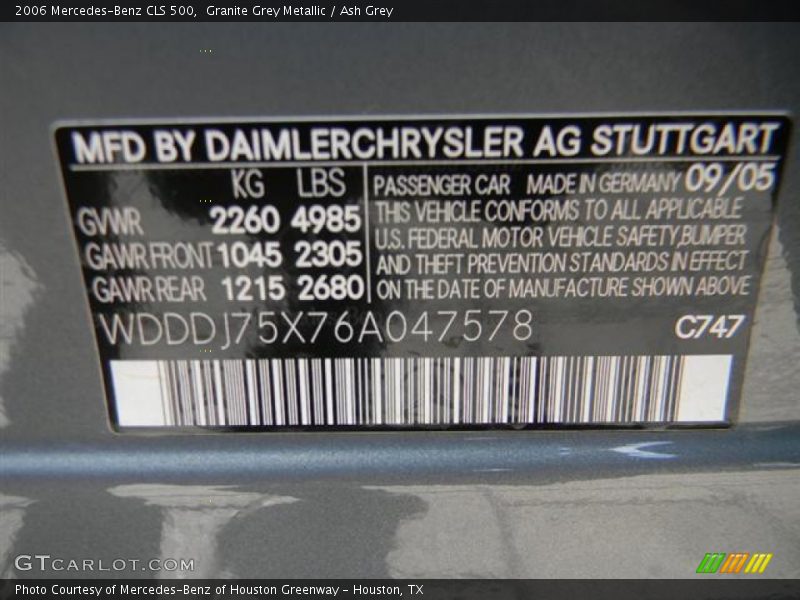 2006 Mercedes-Benz CLS 500,  Granite Grey Metallic / Ash Grey
MFD BY DAIMLERCHRYSLER AG STUTTGART
KG LBS
GVWR 2260 4985
GAWR FRONT 1045 2305
GAWR REAR 1215 2680
PASSENGER CAR MADE IN GERMANY 09/05
THIS VEHICLE CONFORMS TO ALL APPLICABLE
U.S. FEDERAL MOTOR VEHICLE SAFETY,BUMPER
AND THEFT PREVENTION STANDARDS IN EFFECT
ON THE DATE OF MANUFACTURE SHOWN ABOVE
WDDDJ75X76A047578 C747
GTCARLOT.COM
Photo Courtesy of Mercedes-Benz of Houston Greenway - Houston, TX